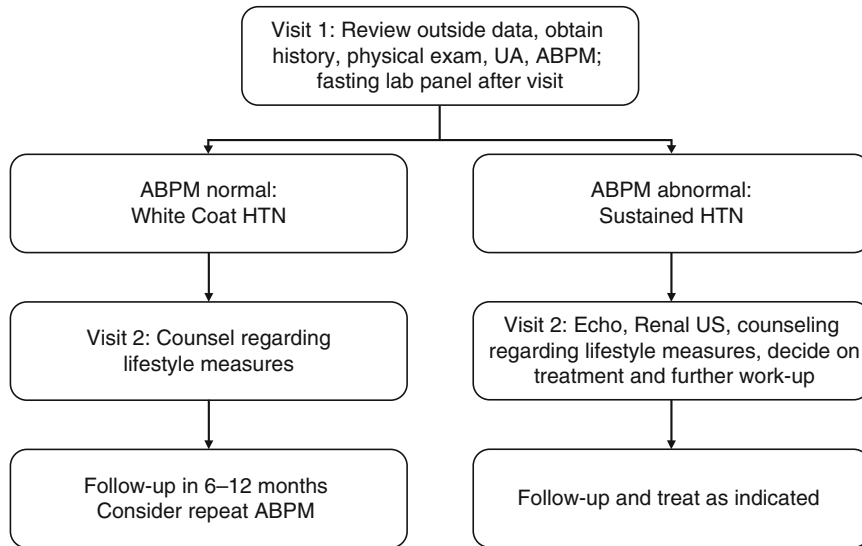 Visit 1: Review outside data, obtain
history, physical exam, UA, ABPM;
fasting lab panel after visit
ABPM normal:
White Coat HTN
ABPM abnormal:
Sustained HTN
Visit 2: Counsel regarding
lifestyle measures
Visit 2: Echo, Renal US, counseling
regarding lifestyle measures, decide on
treatment and further work-up
Follow-up in 6–12 months
Consider repeat ABPM
Follow-up and treat as indicated